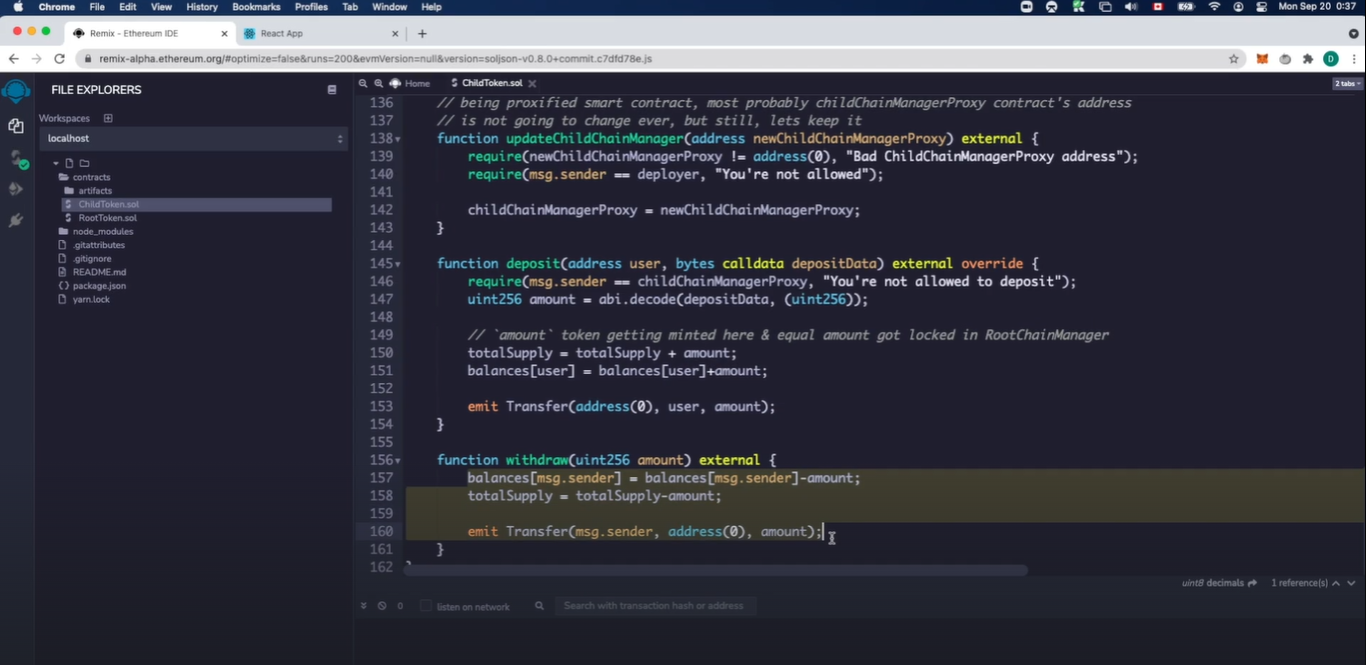 Chrome File Edit View History Bookmarks Profiles Tab Window Help Mon Sep 20 0:37
Remix - Ethereum IDE React App
remix-alpha.ethereum.org/#optimize=false&runs=200&evmVersion=null&version=soljson-v0.8.0+commit.c7dfd78e.js D
FILE EXPLORERS
Workspaces
localhost
contracts
artifacts
ChildToken.sol
RootToken.sol
node_modules
.gitattributes
.gitignore
README.md
package.json
yarn.lock
Home ChildToken.sol 2 tabs
136 // being proxified smart contract, most probably childChainManagerProxy contract's address
137 // is not going to change ever, but still, lets keep it
138 function updateChildChainManager(address newChildChainManagerProxy) external {
139 require(newChildChainManagerProxy != address(0), "Bad ChildChainManagerProxy address");
140 require(msg.sender == deployer, "You're not allowed");
141
142 childChainManagerProxy = newChildChainManagerProxy;
143 }
144
145 function deposit(address user, bytes calldata depositData) external override {
146 require(msg.sender == childChainManagerProxy, "You're not allowed to deposit");
147 uint256 amount = abi.decode(depositData, (uint256));
148
149 // `amount` token getting minted here & equal amount got locked in RootChainManager
150 totalSupply = totalSupply + amount;
151 balances[user] = balances[user]+amount;
152
153 emit Transfer(address(0), user, amount);
154 }
155
156 function withdraw(uint256 amount) external {
157 balances[msg.sender] = balances[msg.sender]-amount;
158 totalSupply = totalSupply-amount;
159
160 emit Transfer(msg.sender, address(0), amount);
161 }
162
uint8 decimals 1 reference(s)
0 listen on network Search with transaction hash or address